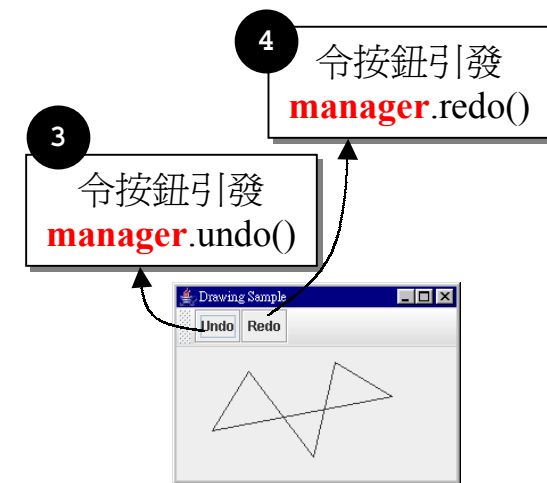 4
令按鈕引發
manager.redo()
3
令按鈕引發
manager.undo()
Drawing Sample
Undo Redo